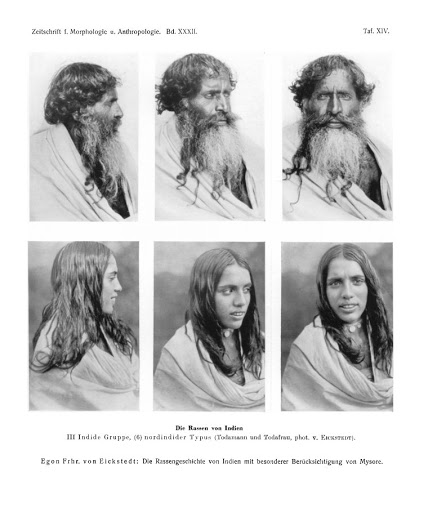 Zeitschrift f. Morphologie u. Anthropologie. Bd. XXXII. Taf. XIV.
Die Rassen von Indien
III Indide Gruppe, (6) nordindider Typus (Todamann und Todafrau, phot. v. EICKSTEDT).
Egon Frhr. von Eickstedt: Die Rassengeschichte von Indien mit besonderer Berücksichtigung von Mysore.